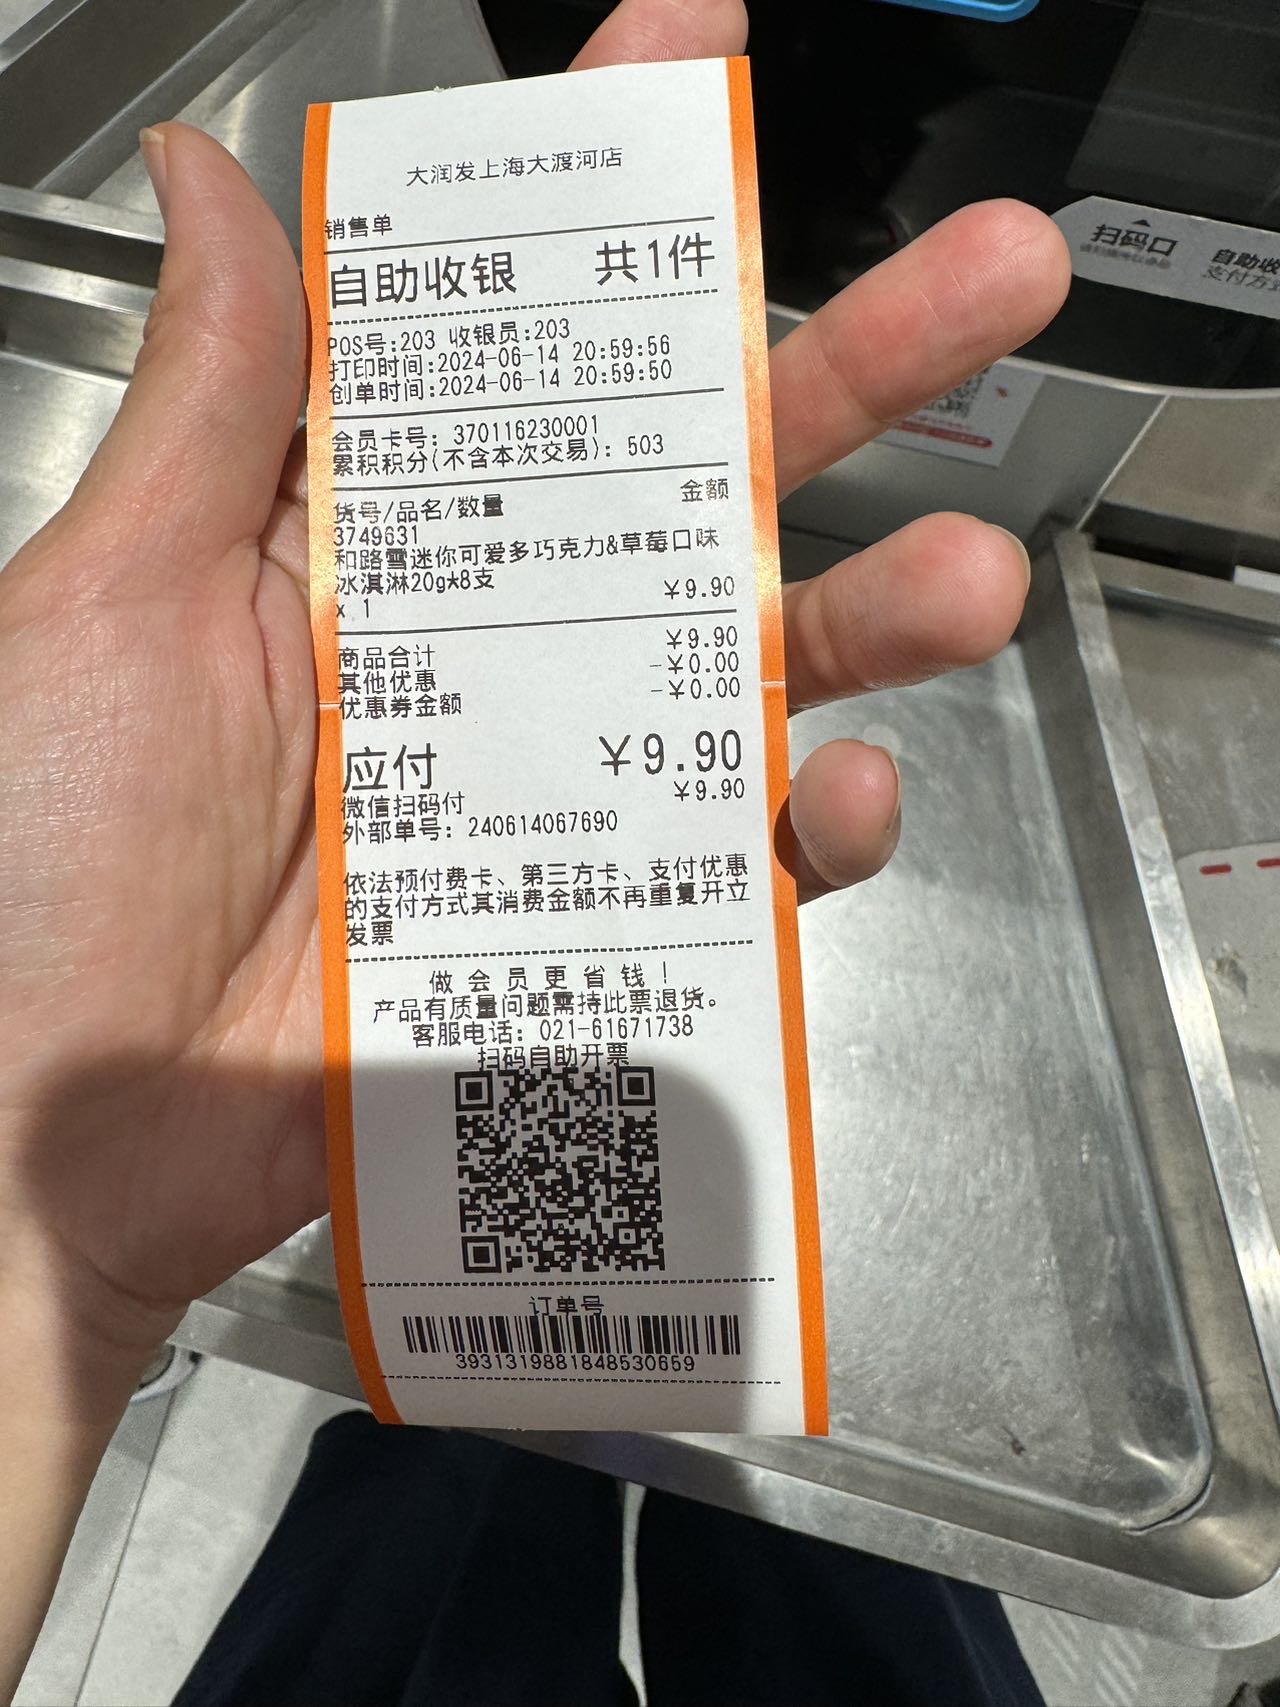 大润发上海大渡河店
销售单
自助收银 共1件
POS号:203 收银员:203
打印时间:2024-06-14 20:59:56
创单时间:2024-06-14 20:59:50
会员卡号: 370116230001
累积积分(不含本次交易): 503
货号/品名/数量 金额
3749631
和路雪迷你可爱多巧克力&草莓口味
冰淇淋20g*8支
x 1 ¥9.90
商品合计 ¥9.90
其他优惠 -¥0.00
优惠券金额 -¥0.00
应付 ¥9.90
微信扫码付 ¥9.90
外部单号: 240614067690
依法预付费卡、第三方卡、支付优惠
的支付方式其消费金额不再重复开立
发票
做会员更省钱!
产品有质量问题需持此票退货。
客服电话: 021-61671738
扫码自助开票
订单号
3931319881848530659
扫码口
自助收
支付方